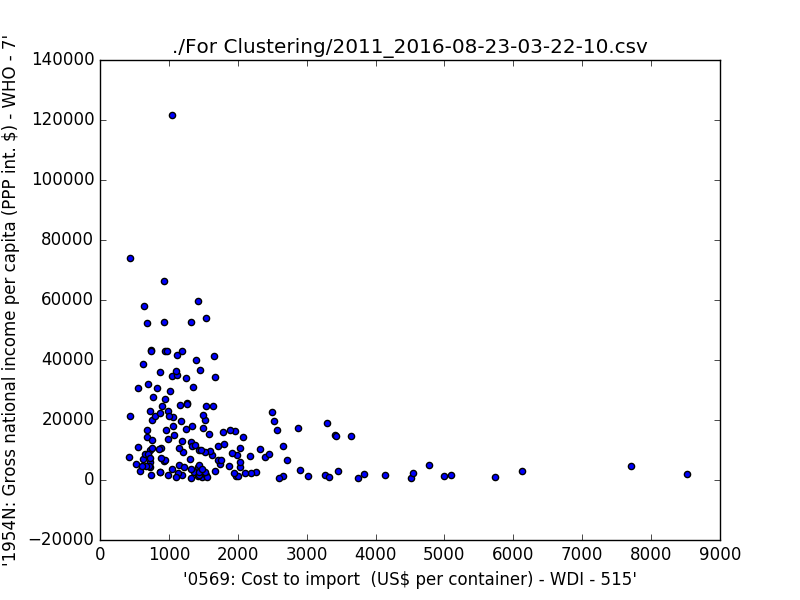 ./For Clustering/2011_2016-08-23-03-22-10.csv
140000
120000
100000
80000
60000
40000
20000
0
−20000
0 1000 2000 3000 4000 5000 6000 7000 8000 9000
'0569: Cost to import  (US$ per container) - WDI - 515'
'1954N: Gross national income per capita (PPP int. $) - WHO - 7'